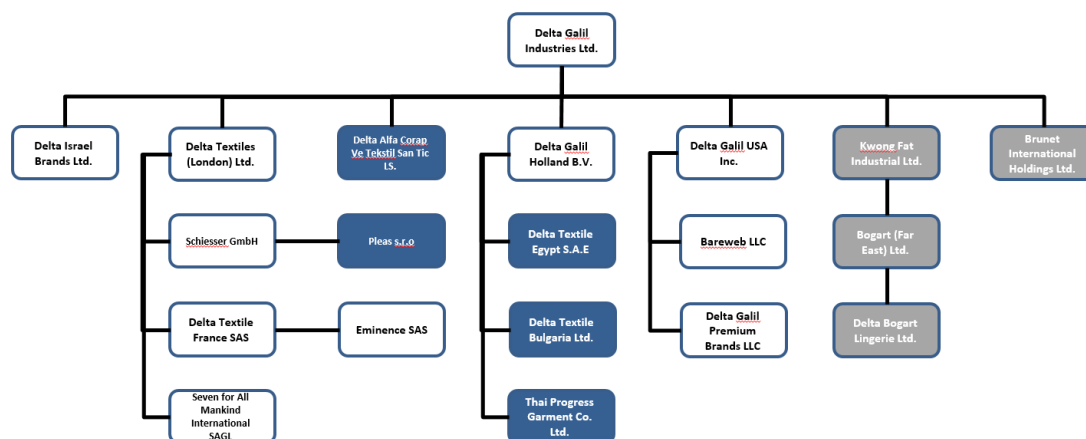 Delta Galil
Industries Ltd.
Delta Israel
Brands Ltd.
Delta Textiles
(London) Ltd.
Delta Alfa Corap
Ve Tekstil San Tic
LS.
Delta Galil
Holland B.V.
Delta Galil USA
Inc.
Kwong Fat
Industrial Ltd.
Brunet
International
Holdings Ltd.
Schiesser GmbH
Pleas s.r.o
Delta Textile
Egypt S.A.E
Bareweb LLC
Bogart (Far
East) Ltd.
Delta Textile
France SAS
Eminence SAS
Delta Textile
Bulgaria Ltd.
Delta Galil
Premium
Brands LLC
Delta Bogart
Lingerie Ltd.
Seven for All
Mankind
International
SAGL
Thai Progress
Garment Co.
Ltd.